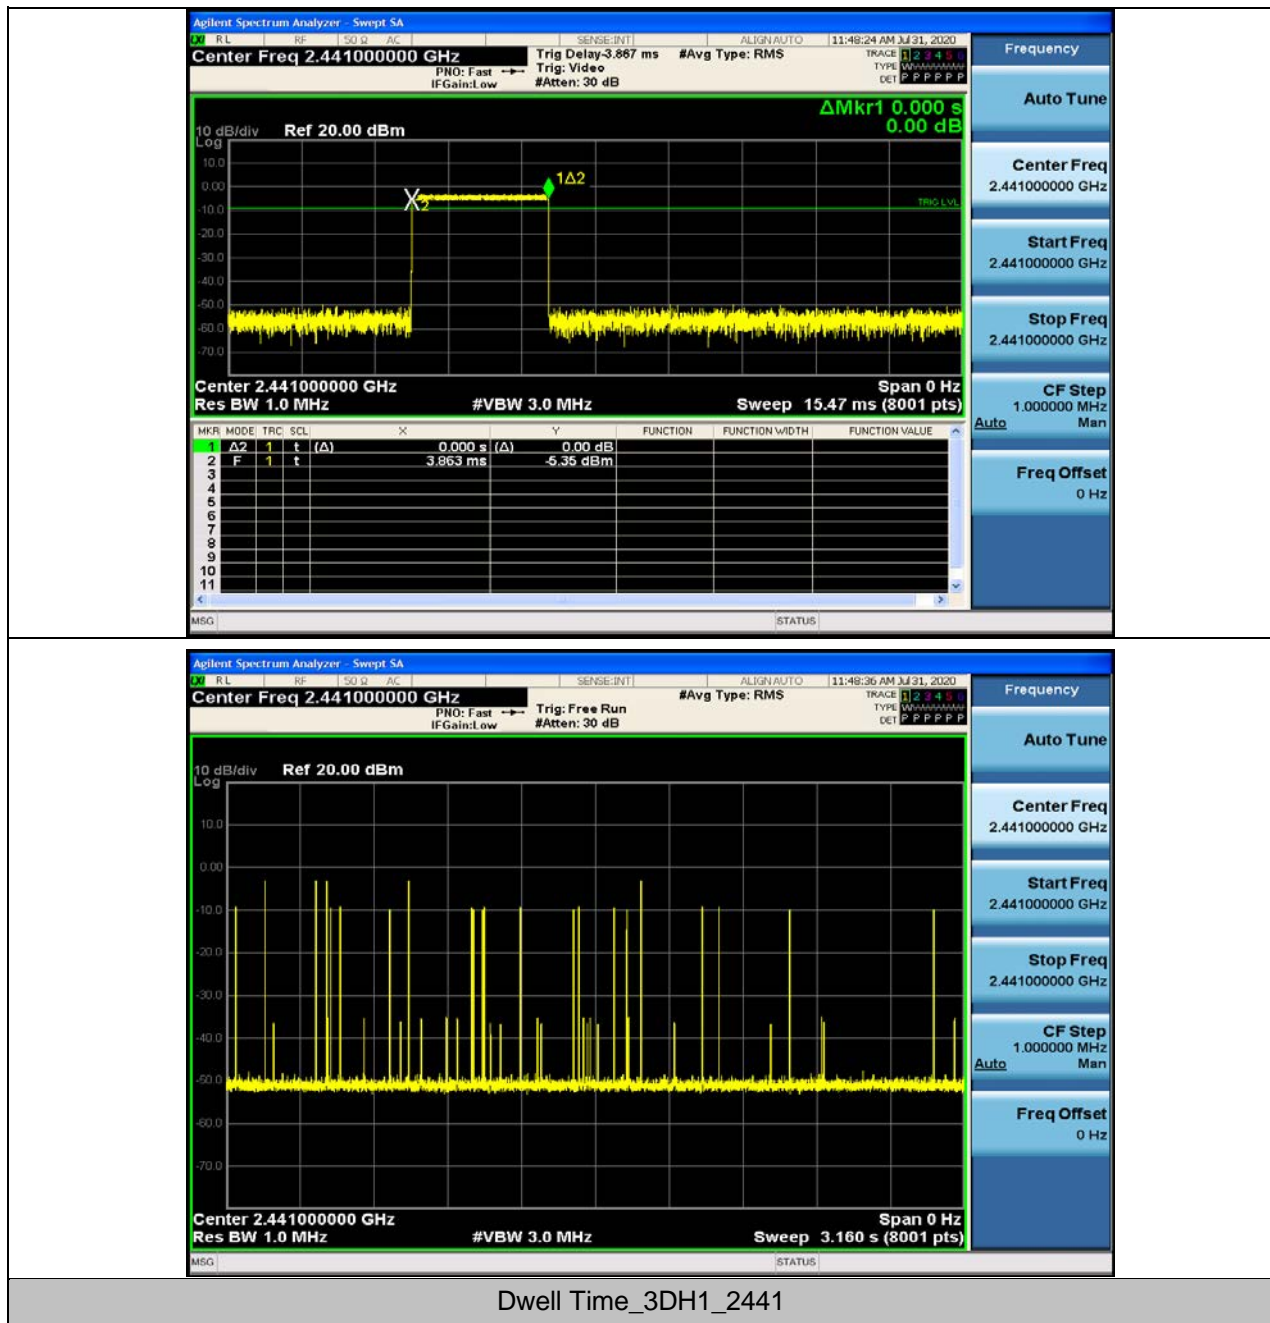 Agilent Spectrum Analyzer - Swept SA
LXI RL RF 50 Ω AC SENSE:INT ALIGN AUTO 11:48:24 AM Jul 31, 2020
Center Freq 2.441000000 GHz Trig Delay-3.867 ms #Avg Type: RMS TRACE 1 2 3 4 5 6
PNO: Fast Trig: Video TYPE
IFGain:Low #Atten: 30 dB DET P P P P P P
ΔMkr1 0.000 s
0.00 dB
10 dB/div Ref 20.00 dBm
Log
10.0
0.00
-10.0
-20.0
-30.0
-40.0
-50.0
-60.0
-70.0
1Δ2
X2
TRIG LVL
Center 2.441000000 GHz Span 0 Hz
Res BW 1.0 MHz #VBW 3.0 MHz Sweep 15.47 ms (8001 pts)
MKR MODE TRC SCL X Y FUNCTION FUNCTION WIDTH FUNCTION VALUE
1 Δ2 1 t (Δ) 0.000 s (Δ) 0.00 dB
2 F 1 t 3.863 ms -5.35 dBm
3
4
5
6
7
8
9
10
11
MSG STATUS
Frequency
Auto Tune
Center Freq
2.441000000 GHz
Start Freq
2.441000000 GHz
Stop Freq
2.441000000 GHz
CF Step
1.000000 MHz
Auto Man
Freq Offset
0 Hz
Agilent Spectrum Analyzer - Swept SA
LXI RL RF 50 Ω AC SENSE:INT ALIGN AUTO 11:48:36 AM Jul 31, 2020
Center Freq 2.441000000 GHz #Avg Type: RMS TRACE 1 2 3 4 5 6
PNO: Fast Trig: Free Run TYPE
IFGain:Low #Atten: 30 dB DET P P P P P P
10 dB/div Ref 20.00 dBm
Log
10.0
0.00
-10.0
-20.0
-30.0
-40.0
-50.0
-60.0
-70.0
Center 2.441000000 GHz Span 0 Hz
Res BW 1.0 MHz #VBW 3.0 MHz Sweep 3.160 s (8001 pts)
MSG STATUS
Frequency
Auto Tune
Center Freq
2.441000000 GHz
Start Freq
2.441000000 GHz
Stop Freq
2.441000000 GHz
CF Step
1.000000 MHz
Auto Man
Freq Offset
0 Hz
Dwell Time_3DH1_2441